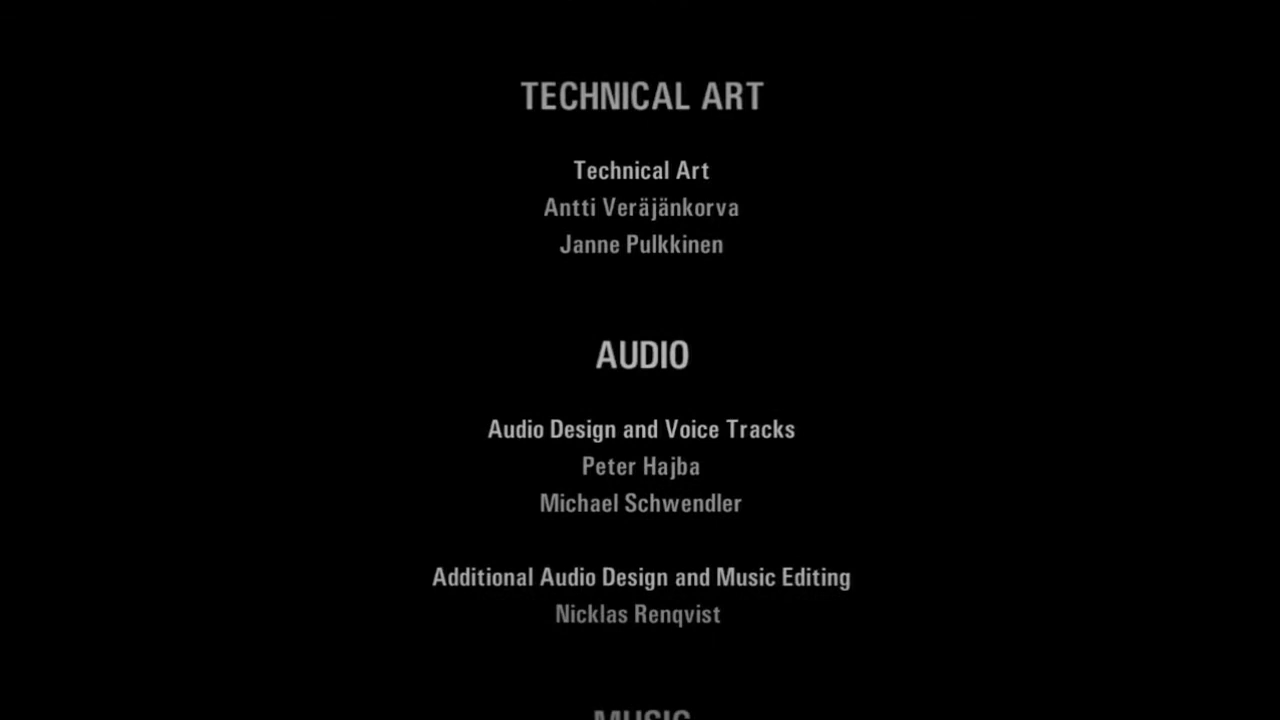 TECHNICAL ART
Technical Art
Antti Veräjänkorva
Janne Pulkkinen
AUDIO
Audio Design and Voice Tracks
Peter Hajba
Michael Schwendler
Additional Audio Design and Music Editing
Nicklas Renqvist
MUSIC